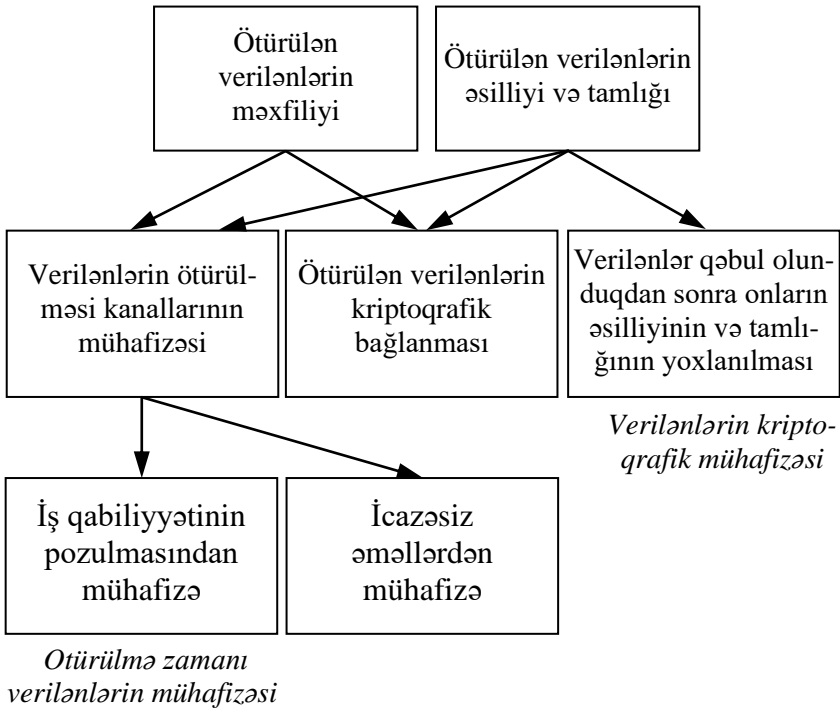 Ötürülən
verilənlərin
məxfiliyi
Ötürülən verilənlərin
əsilliyi və tamlığı
Verilənlərin ötürül-
məsi kanallarının
mühafizəsi
Ötürülən verilənlərin
kriptoqrafik
bağlanması
Verilənlər qəbul olun-
duqdan sonra onların
əsilliyinin və tamlı-
ğının yoxlanılması
Verilənlərin kripto-
qrafik mühafizəsi
İş qabiliyyətinin
pozulmasından
mühafizə
İcazəsiz
əməllərdən
mühafizə
Otürülmə zamanı
verilənlərin mühafizəsi